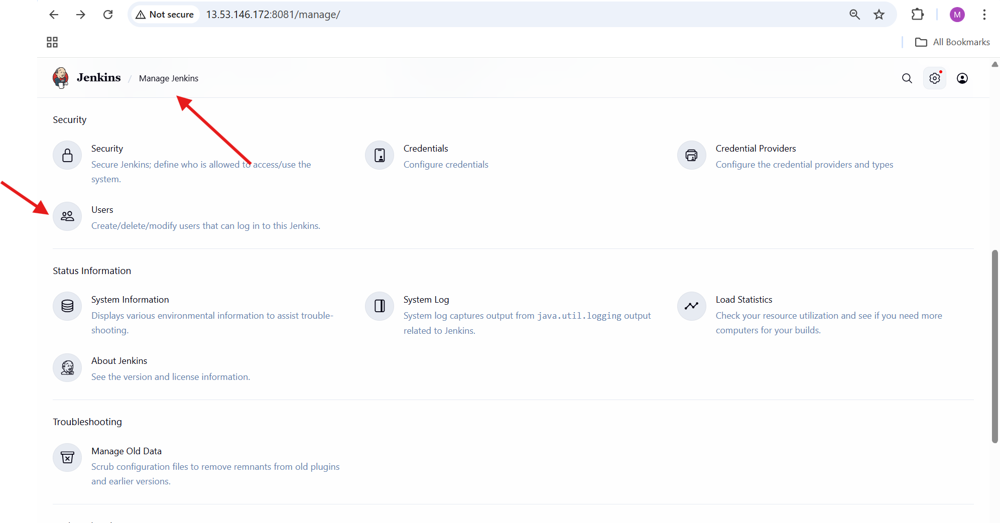 Not secure
13.53.146.172:8081/manage/
M
All Bookmarks
Jenkins / Manage Jenkins
Security
Security
Secure Jenkins; define who is allowed to access/use the
system.
Credentials
Configure credentials
Credential Providers
Configure the credential providers and types
Users
Create/delete/modify users that can log in to this Jenkins.
Status Information
System Information
Displays various environmental information to assist trouble-
shooting.
System Log
System log captures output from java.util.logging output
related to Jenkins.
Load Statistics
Check your resource utilization and see if you need more
computers for your builds.
About Jenkins
See the version and license information.
Troubleshooting
Manage Old Data
Scrub configuration files to remove remnants from old plugins
and earlier versions.